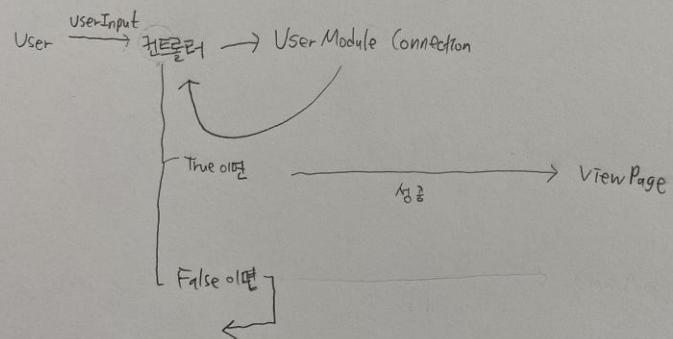 UserInput
User 컨트롤러 User Module Connection
True 이면
성공
View Page
False 이면